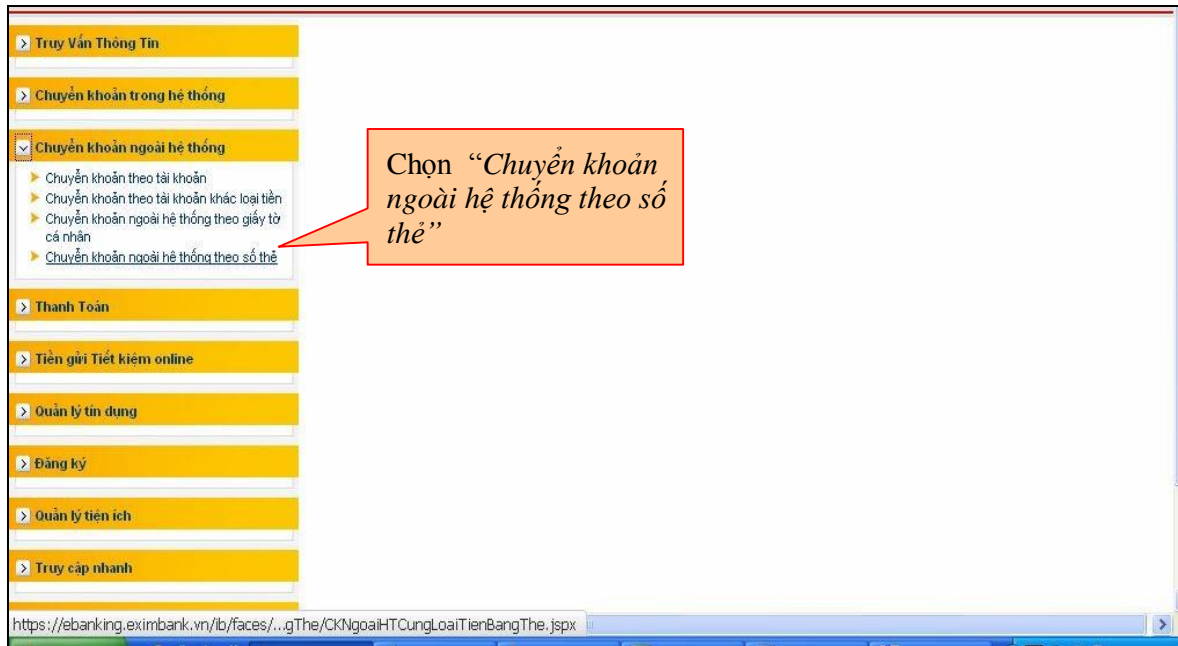 Truy Vấn Thông Tin
Chuyển khoản trong hệ thống
Chuyển khoản ngoài hệ thống
Chuyển khoản theo tài khoản
Chuyển khoản theo tài khoản khác loại tiền
Chuyển khoản ngoài hệ thống theo giấy tờ
cá nhân
Chuyển khoản ngoài hệ thống theo số thẻ
Chọn “Chuyển khoản
ngoài hệ thống theo số
thẻ”
Thanh Toán
Tiền gửi Tiết kiệm online
Quản lý tín dụng
Đăng ký
Quản lý tiện ích
Truy cập nhanh
https://ebanking.eximbank.vn/ib/faces/...gThe/CKNgoaiHTCungLoaiTienBangThe.jspx